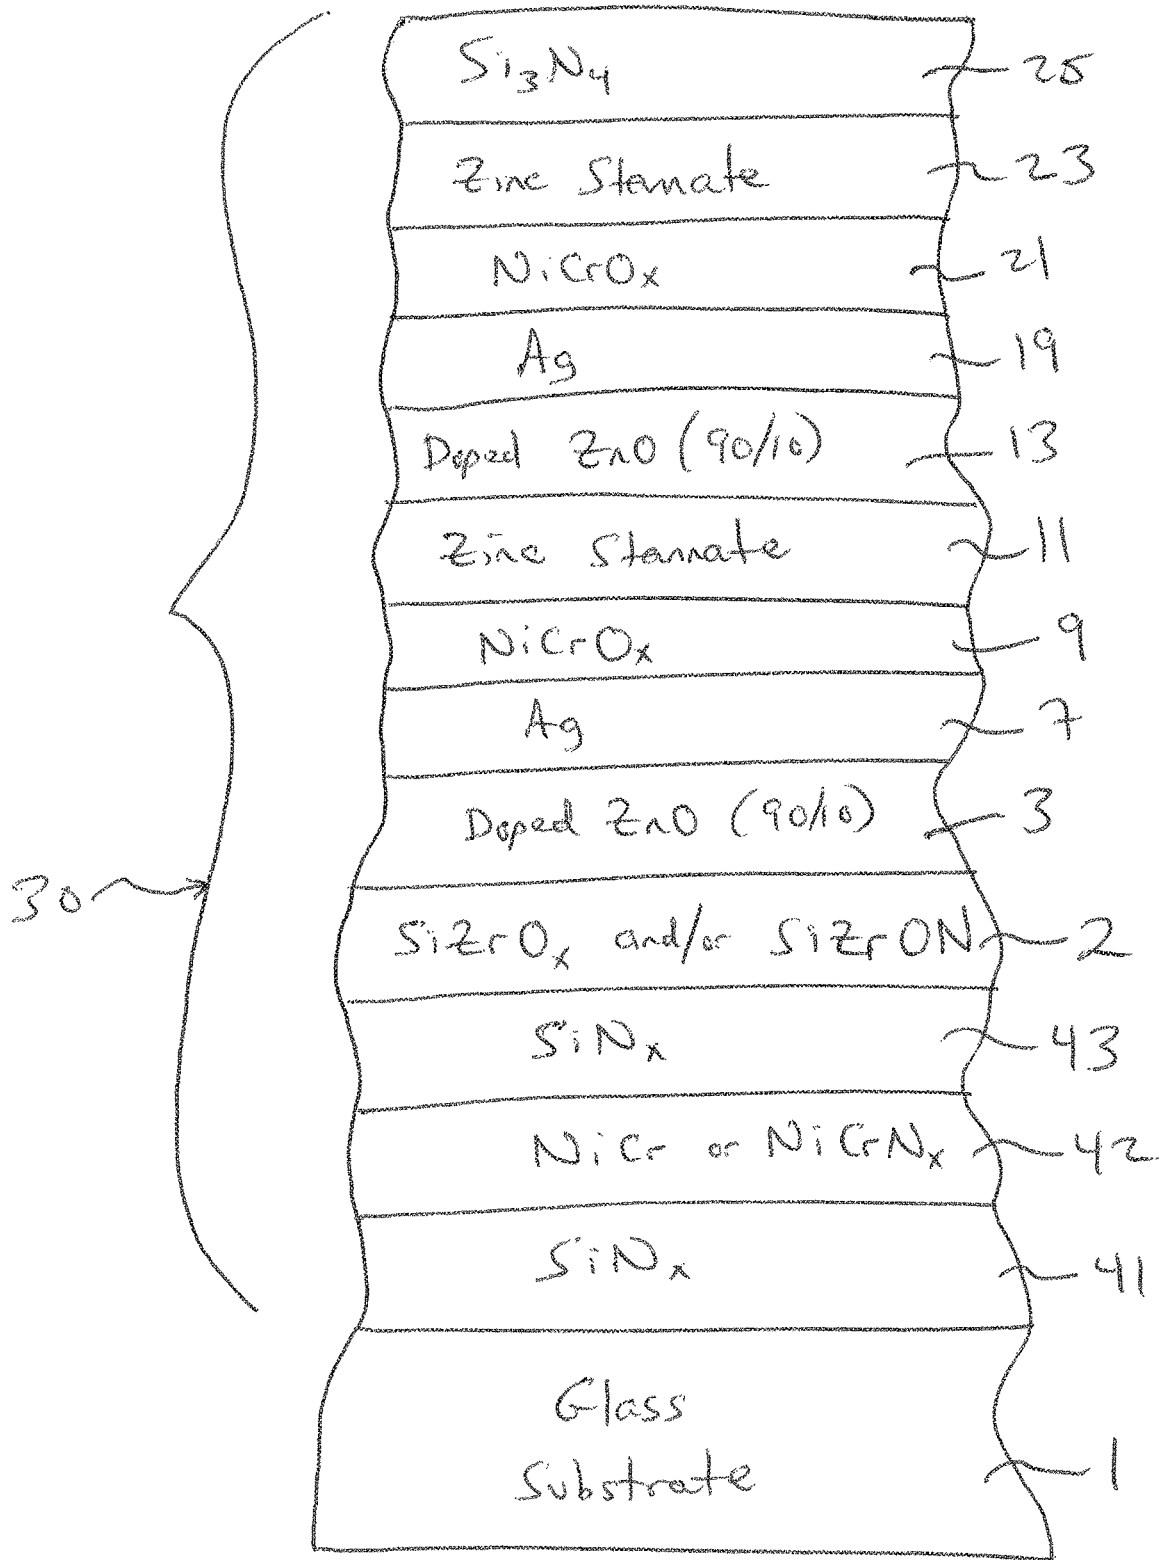 Si₃N₄ 25
Zinc Stannate 23
NiCrOₓ 21
Ag 19
Doped ZnO (90/10) 13
Zinc Stannate 11
NiCrOₓ 9
Ag 7
Doped ZnO (90/10) 3
30
SiZrOₓ and/or SiZrON 2
SiNₓ 43
NiCr or NiCrNₓ 42
SiNₓ 41
Glass
Substrate 1